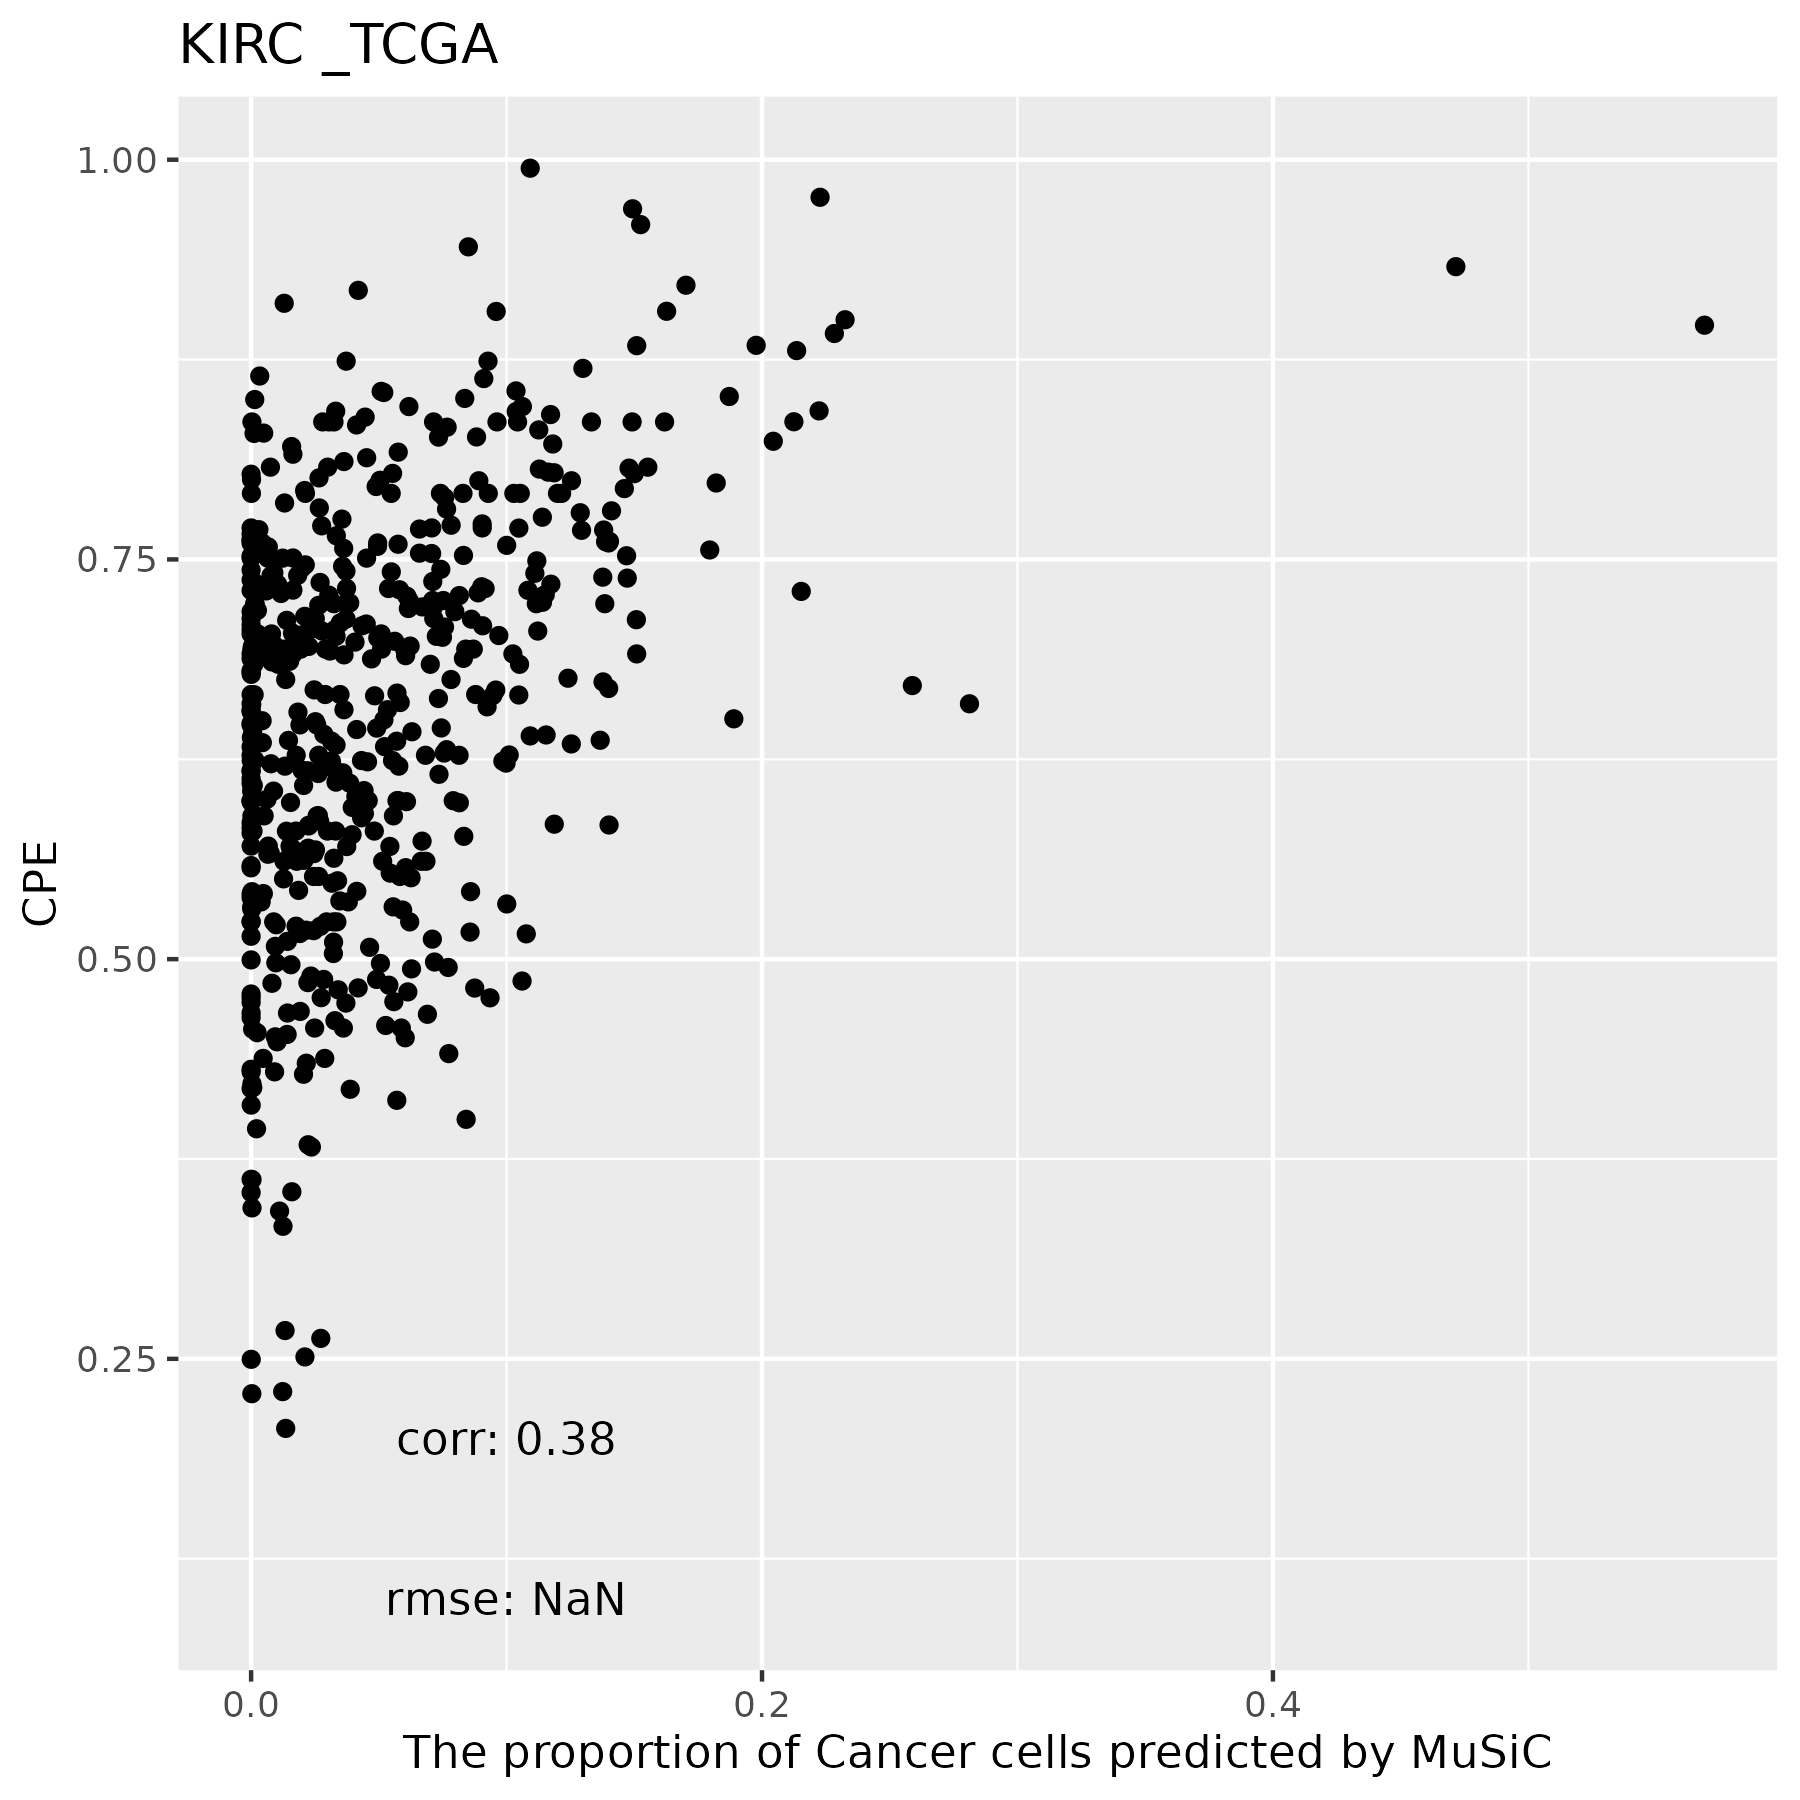 KIRC _TCGA
1.00
0.75
0.50
0.25
CPE
corr: 0.38
rmse: NaN
0.0 0.2 0.4
The proportion of Cancer cells predicted by MuSiC